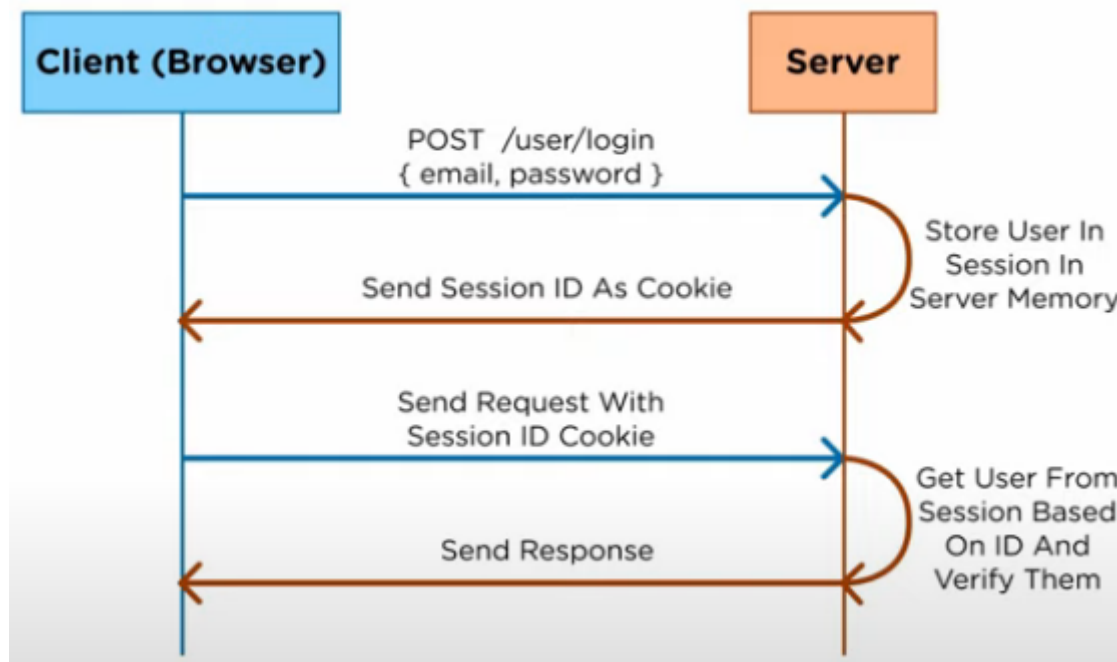 Client (Browser)
Server
POST /user/login
{ email, password }
Store User In
Session In
Server Memory
Send Session ID As Cookie
Send Request With
Session ID Cookie
Get User From
Session Based
On ID And
Verify Them
Send Response